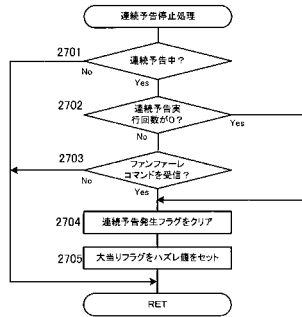 連続予告停止処理
2701
連続予告中？
No
Yes
2702
連続予告実
行回数が0？
Yes
No
2703
ファンファーレ
コマンドを受信？
No
Yes
2704
連続予告発生フラグをクリア
2705
大当りフラグをハズレ値をセット
RET